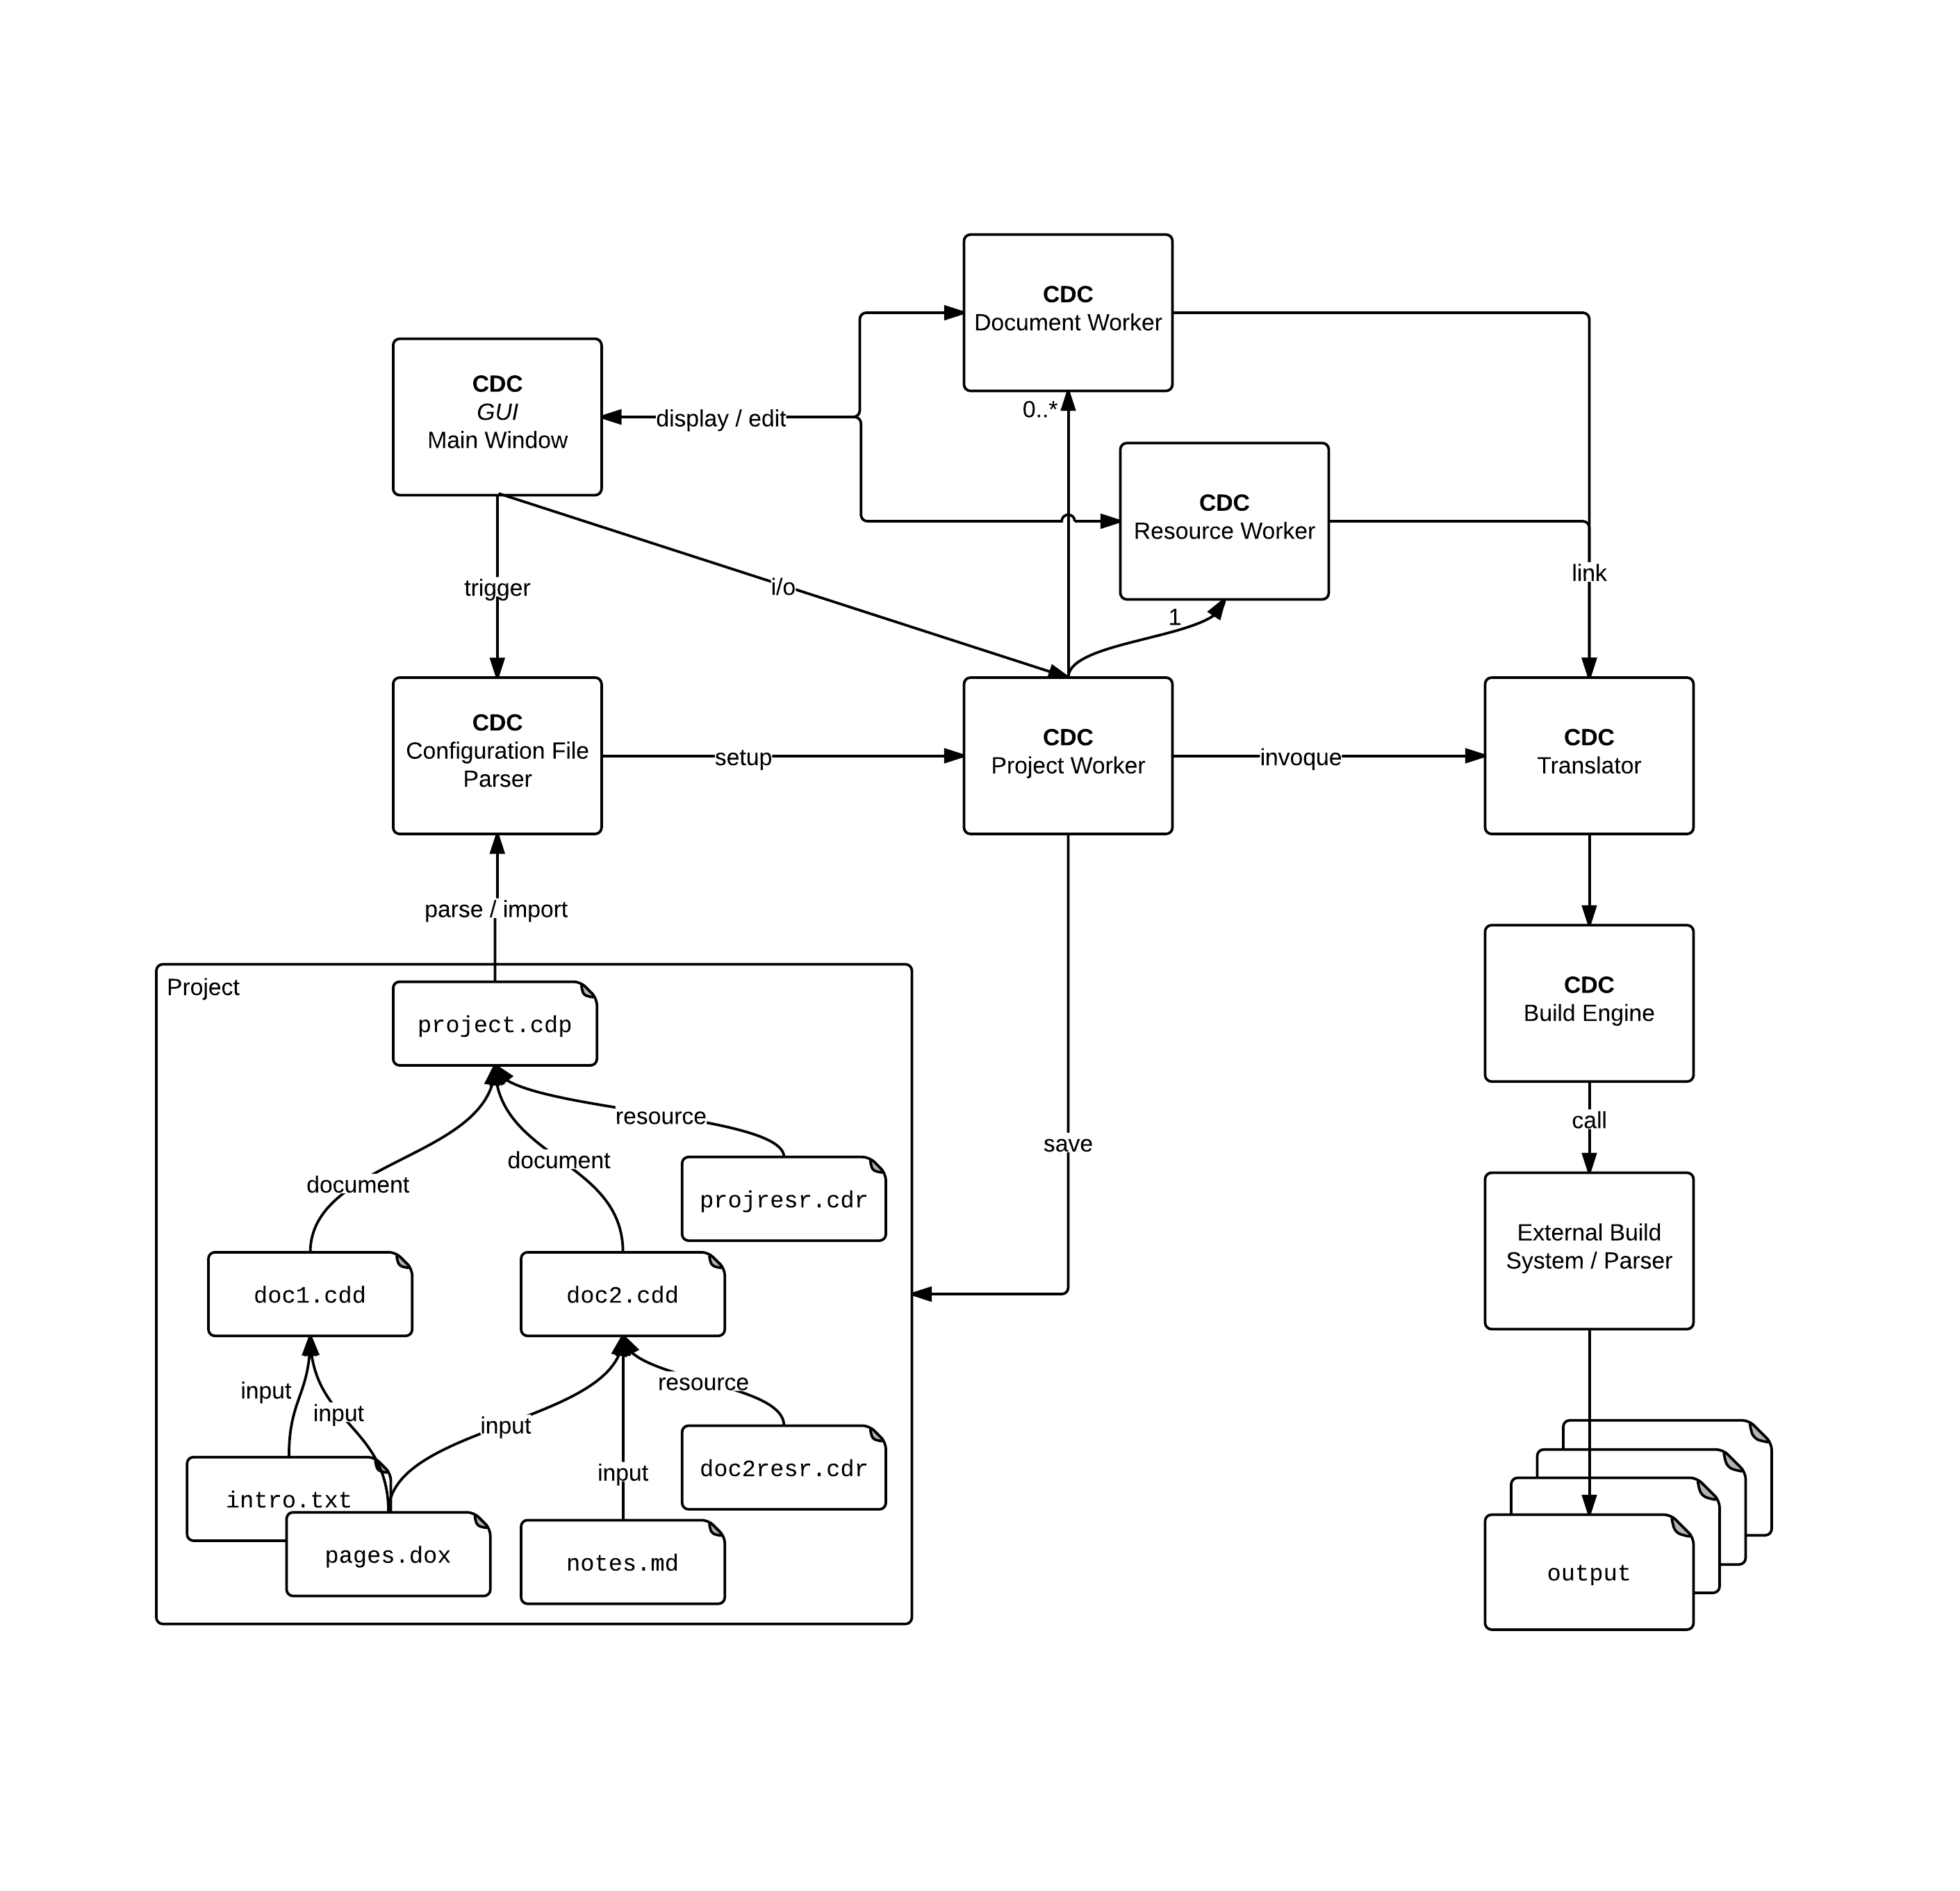 CDC
Document Worker
CDC
GUI
Main Window
display / edit
0..*
CDC
Resource Worker
link
trigger
i/o
1
CDC
Configuration File
Parser
setup
CDC
Project Worker
invoque
CDC
Translator
parse / import
Project
project.cdp
CDC
Build Engine
resource
document
document
save
call
projresr.cdr
External Build
System / Parser
doc1.cdd
doc2.cdd
input
input
input
resource
input
doc2resr.cdr
intro.txt
pages.dox
notes.md
output